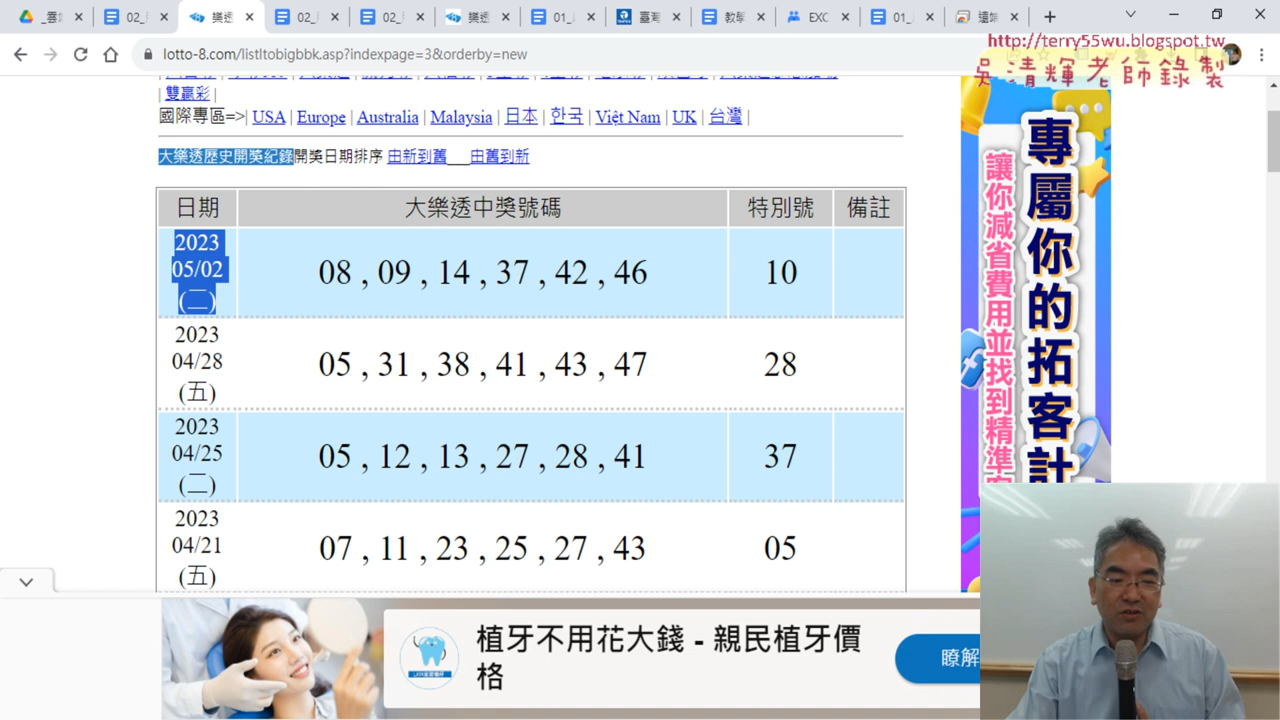 樂透
教學
EXC
lotto-8.com/listltobigbbk.asp?indexpage=3&orderby=new
http://terry55wu.blogspot.tw
吳清輝老師錄製
| 雙贏彩 |
國際專區=>| USA | Europe | Australia | Malaysia | 日本 | 한국 | Việt Nam | UK | 台灣 |
大樂透歷史開獎紀錄開獎日期排序 由新到舊 由舊到新
日期 大樂透中獎號碼 特別號 備註
2023 05/02 (二) 08 , 09 , 14 , 37 , 42 , 46 10
2023 04/28 (五) 05 , 31 , 38 , 41 , 43 , 47 28
2023 04/25 (二) 05 , 12 , 13 , 27 , 28 , 41 37
2023 04/21 (五) 07 , 11 , 23 , 25 , 27 , 43 05
專屬你的拓客計
讓你減省費用並找到精準
植牙不用花大錢 - 親民植牙價
格
瞭解